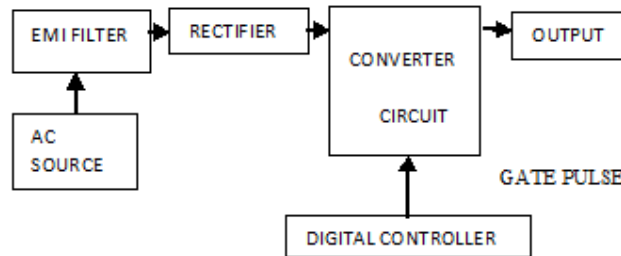 EMI FILTER
RECTIFIER
CONVERTER
CIRCUIT
OUTPUT
AC
SOURCE
GATE PULSE
DIGITAL CONTROLLER